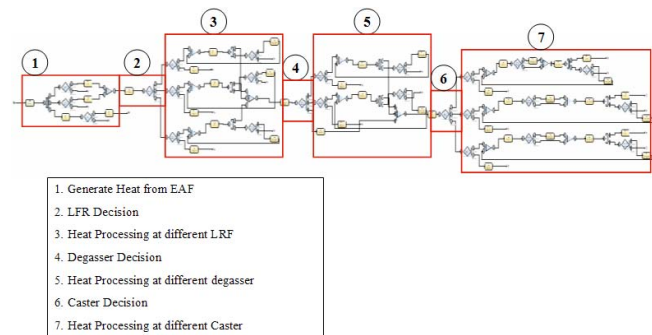 3
5
7
1
2
4
6
1. Generate Heat from EAF
2. LFR Decision
3. Heat Processing at different LRF
4. Degasser Decision
5. Heat Processing at different degasser
6. Caster Decision
7. Heat Processing at different Caster